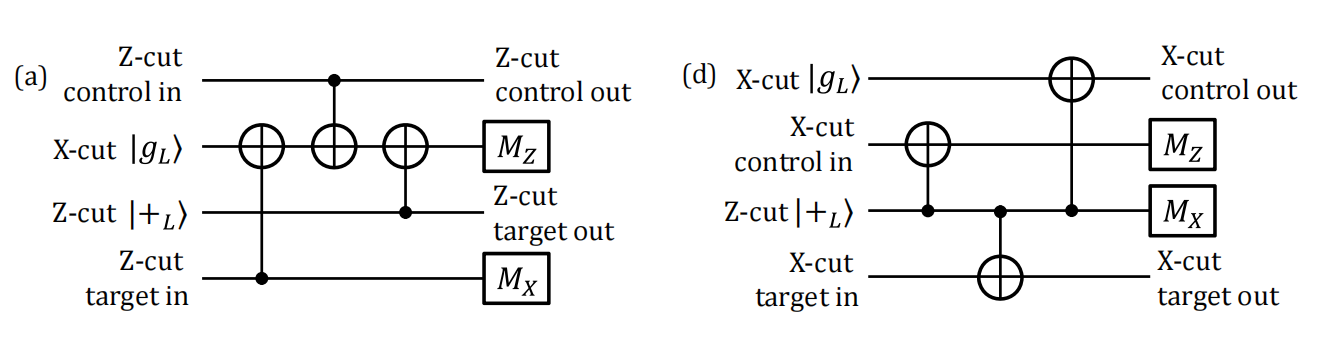 (a)
Z-cut
control in
Z-cut
control out
X-cut |g_L⟩
M_Z
Z-cut |+_L⟩
Z-cut
target out
Z-cut
target in
M_X
(d)
X-cut |g_L⟩
X-cut
control out
X-cut
control in
M_Z
Z-cut |+_L⟩
M_X
X-cut
target in
X-cut
target out